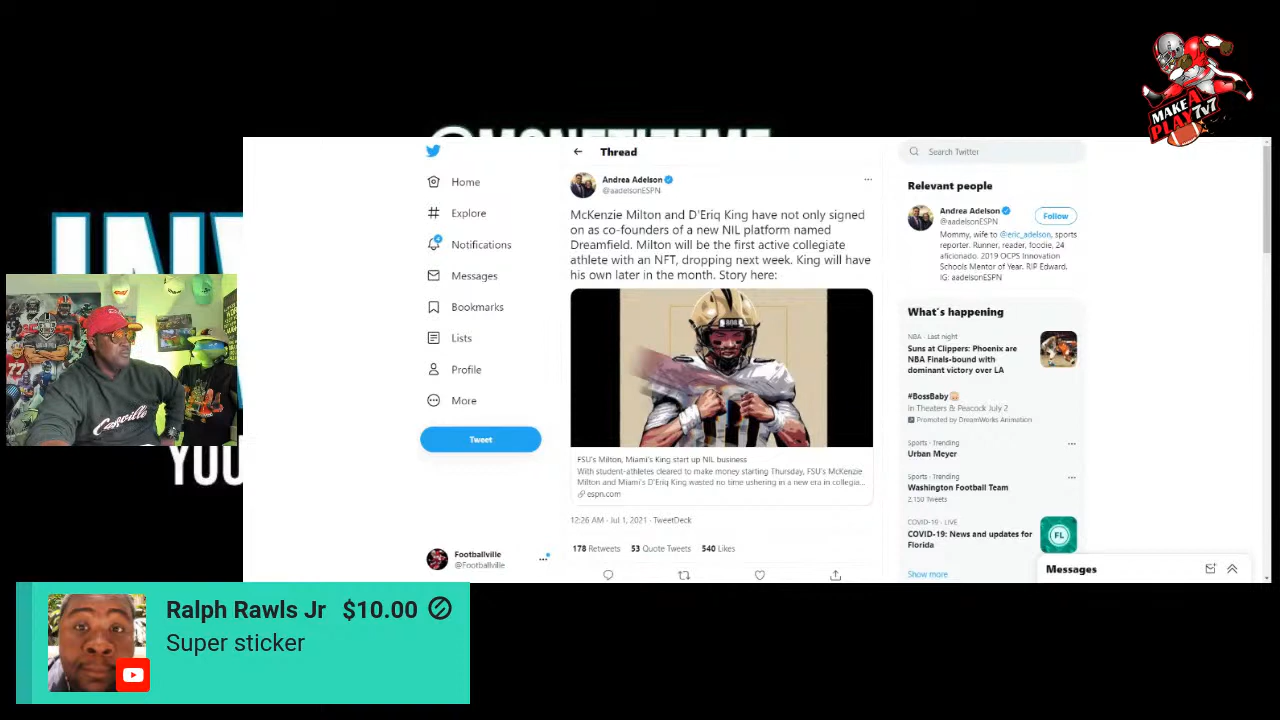 MAKE A
PLAY 7v7
@MONETIZEME
Thread
Search Twitter
Home
Explore
Notifications
Messages
Bookmarks
Lists
Profile
More
Tweet
Footballville
@Footballville
Andrea Adelson
@aadelsonESPN
McKenzie Milton and D'Eriq King have not only signed
on as co-founders of a new NIL platform named
Dreamfield. Milton will be the first active collegiate
athlete with an NFT, dropping next week. King will have
his own later in the month. Story here:
FSU's Milton, Miami's King start up NIL business
With student-athletes cleared to make money starting Thursday, FSU's McKenzie
Milton and Miami's D'Eriq King wasted no time ushering in a new era in collegia...
espn.com
12:26 AM · Jul 1, 2021 · TweetDeck
178 Retweets 53 Quote Tweets 540 Likes
Relevant people
Andrea Adelson
@aadelsonESPN
Follow
Mommy, wife to @eric_adelson, sports
reporter. Runner, reader, foodie, 24
aficionado. 2019 OCPS Innovation
Schools Mentor of Year. RIP Edward.
IG: aadelsonESPN
What's happening
NBA · Last night
Suns at Clippers: Phoenix are
NBA Finals-bound with
dominant victory over LA
#BossBaby
In Theaters & Peacock July 2
Promoted by DreamWorks Animation
Sports · Trending
Urban Meyer
Sports · Trending
Washington Football Team
2,150 Tweets
COVID-19 · LIVE
COVID-19: News and updates for
Florida
FL
Show more
Messages
YOU
Ralph Rawls Jr $10.00
Super sticker